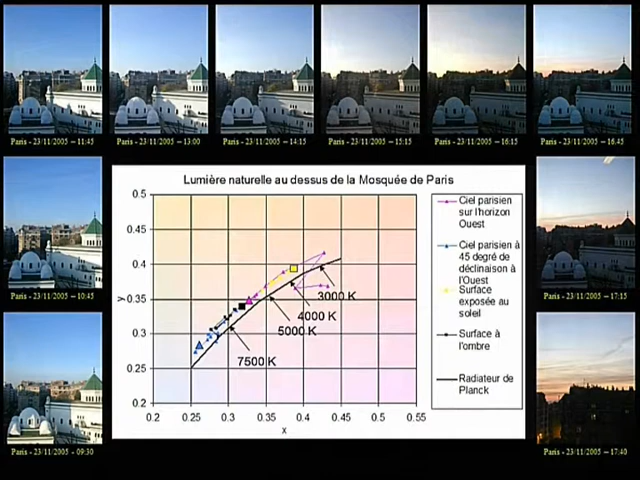 Paris - 23/11/2005 -- 11:45
Paris - 23/11/2005 -- 13:00
Paris - 23/11/2005 -- 14:15
Paris - 23/11/2005 -- 15:15
Paris - 23/11/2005 -- 16:15
Paris - 23/11/2005 -- 16:45
Paris - 23/11/2005 -- 10:45
Paris - 23/11/2005 -- 17:15
Paris - 23/11/2005 - 09:30
Paris - 23/11/2005 -- 17:40
Lumière naturelle au dessus de la Mosquée de Paris
0.5
0.45
0.4
0.35
0.3
0.25
0.2
y
0.2 0.25 0.3 0.35 0.4 0.45 0.5 0.55
x
3000 K
4000 K
5000 K
7500 K
Ciel parisien
sur l'horizon
Ouest
Ciel parisien à
45 degré de
déclinaison à
l'Ouest
Surface
exposée au
soleil
Surface à
l'ombre
Radiateur de
Planck